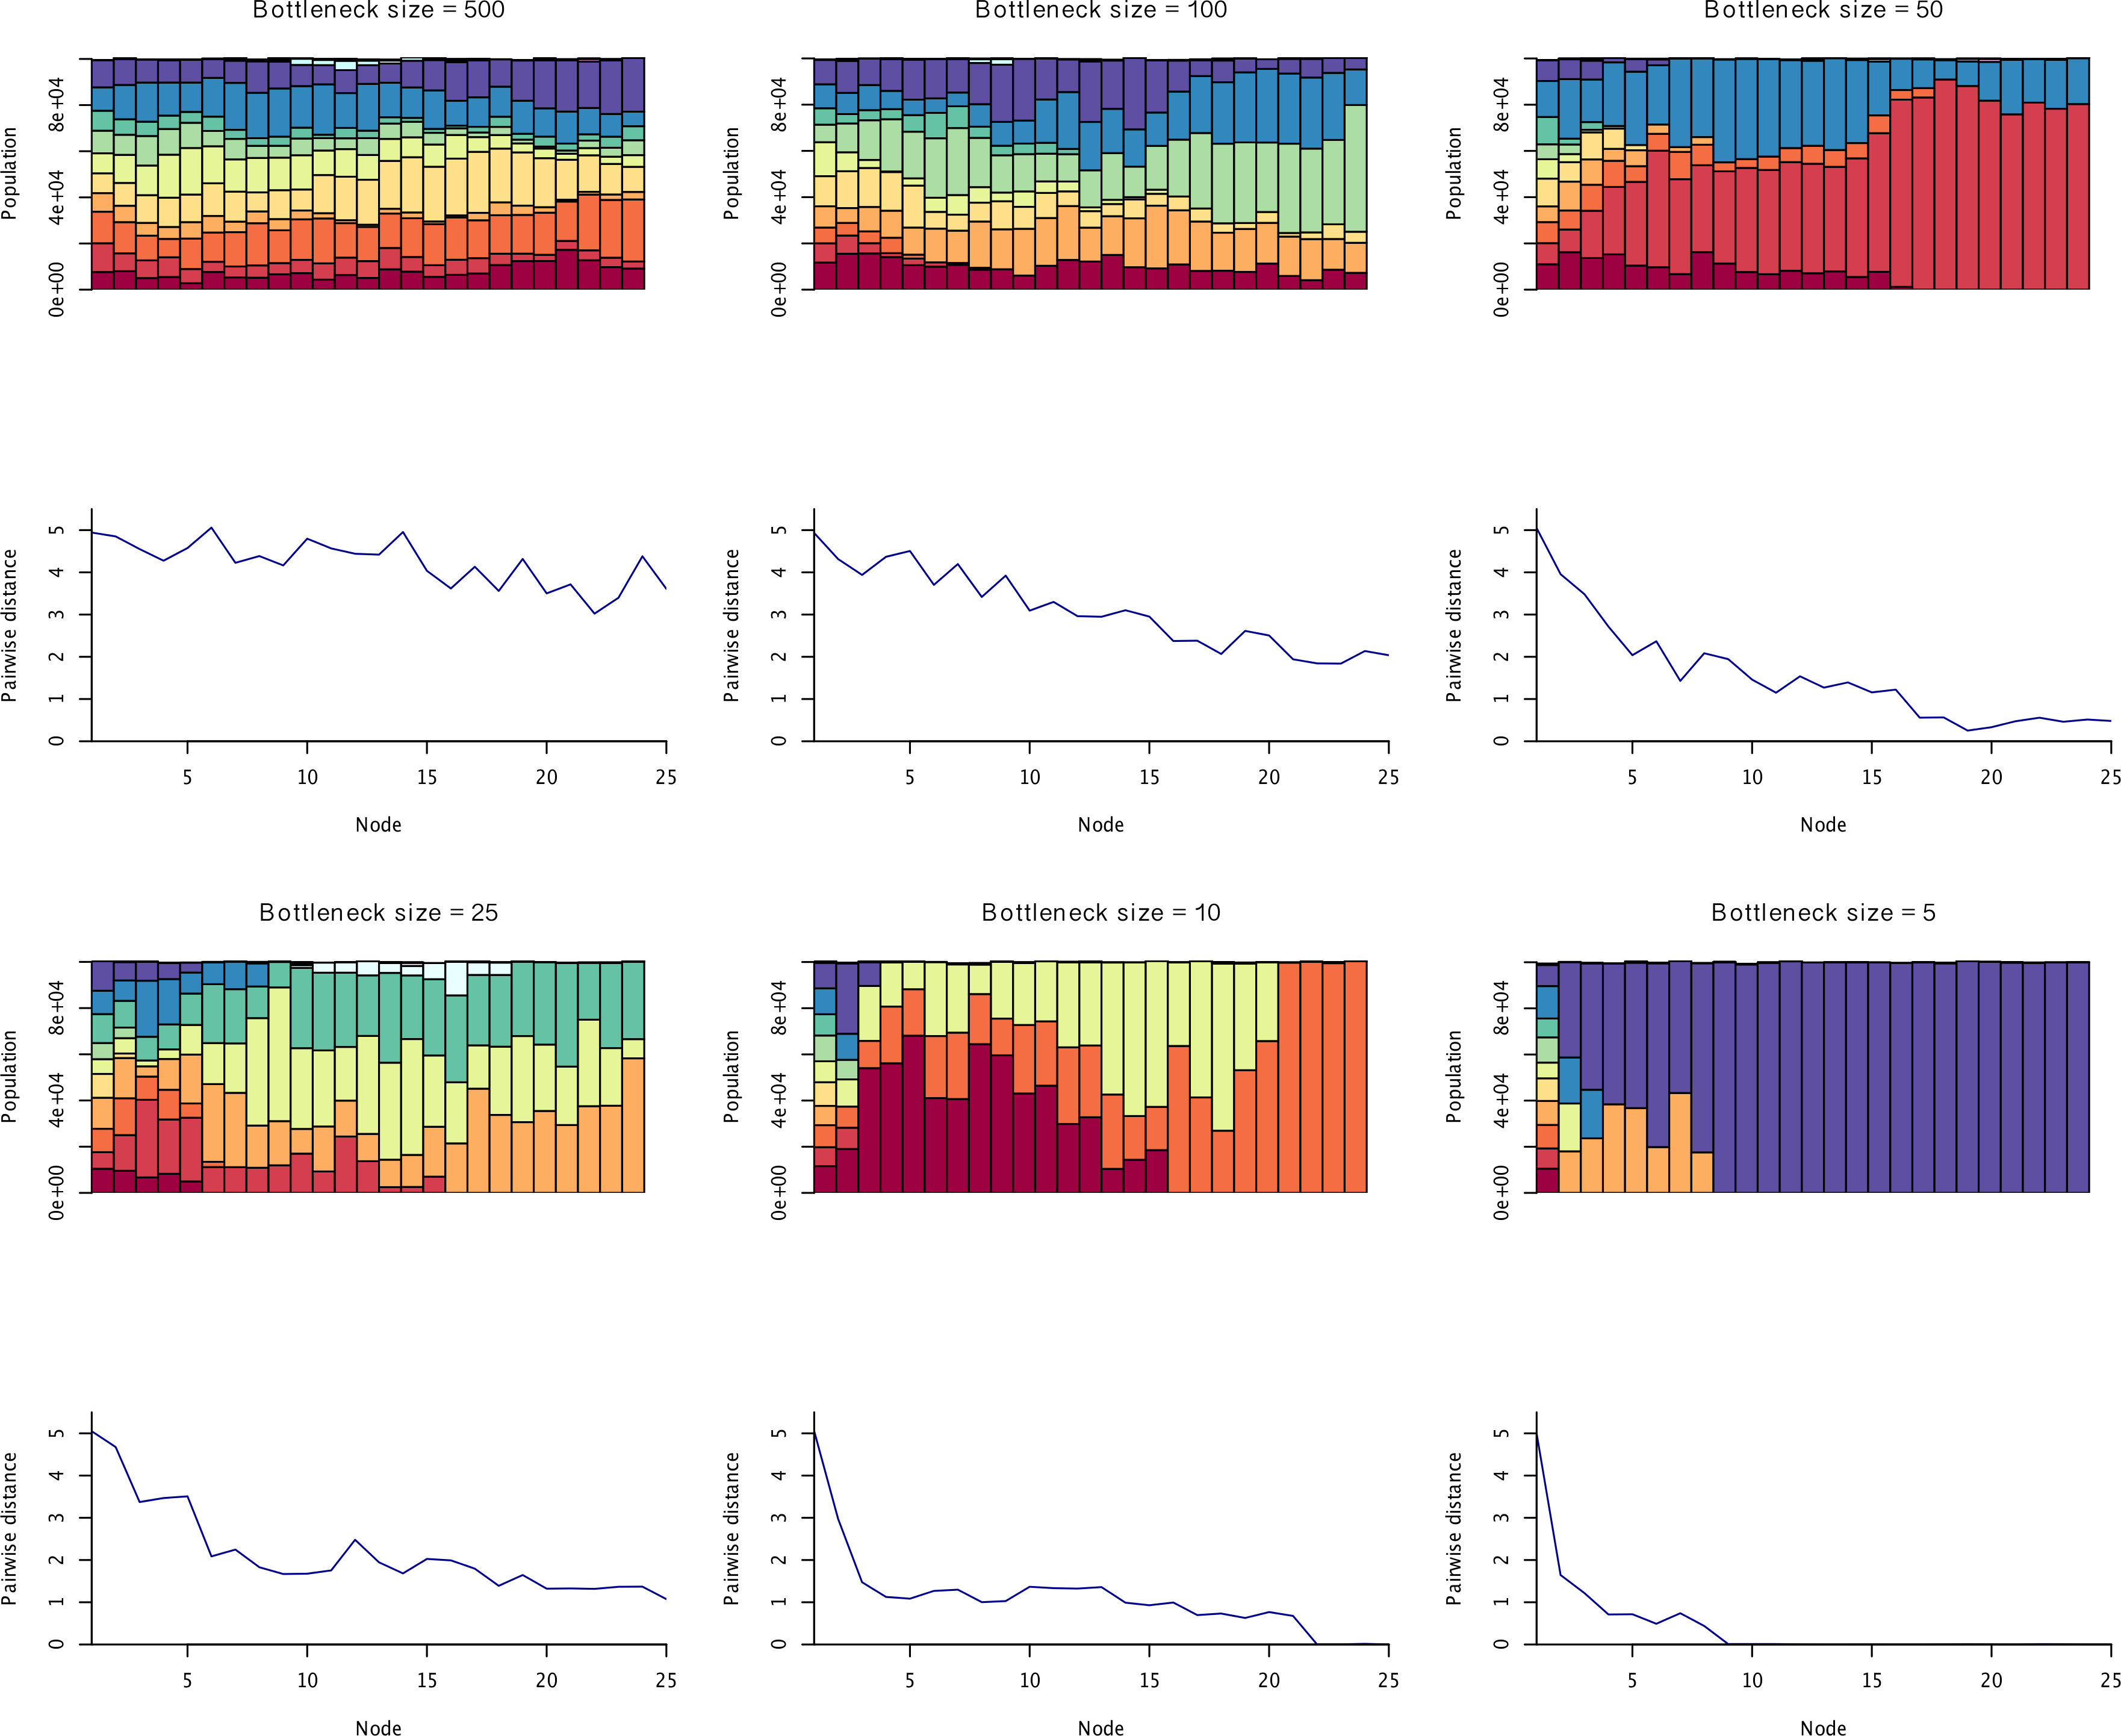 Bottleneck size = 500
Population
0e+00 4e+04 8e+04
Pairwise distance
0 1 2 3 4 5
5 10 15 20 25
Node
Bottleneck size = 100
Population
0e+00 4e+04 8e+04
Pairwise distance
0 1 2 3 4 5
5 10 15 20 25
Node
Bottleneck size = 50
Population
0e+00 4e+04 8e+04
Pairwise distance
0 1 2 3 4 5
5 10 15 20 25
Node
Bottleneck size = 25
Population
0e+00 4e+04 8e+04
Pairwise distance
0 1 2 3 4 5
5 10 15 20 25
Node
Bottleneck size = 10
Population
0e+00 4e+04 8e+04
Pairwise distance
0 1 2 3 4 5
5 10 15 20 25
Node
Bottleneck size = 5
Population
0e+00 4e+04 8e+04
Pairwise distance
0 1 2 3 4 5
5 10 15 20 25
Node